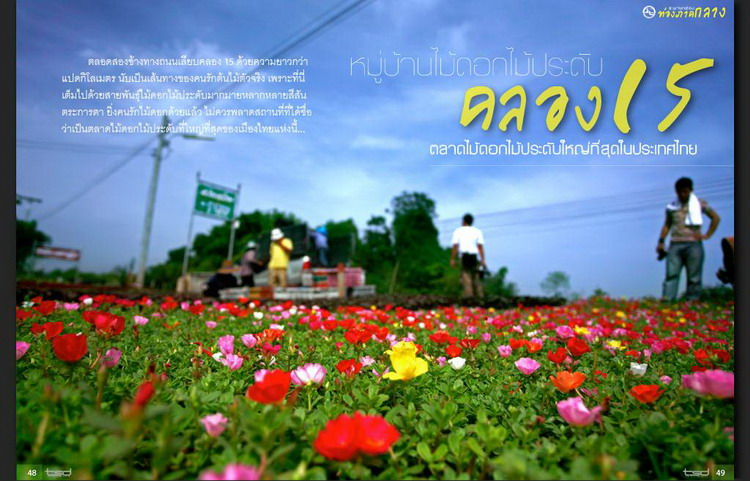 ท่องภาคกลาง
ตลอดสองข้างทางถนนเลียบคลอง 15 ด้วยความยาวกว่า
แปดกิโลเมตร นับเป็นเส้นทางของคนรักต้นไม้ตัวจริง เพราะที่นี่
เต็มไปด้วยสายพันธุ์ไม้ดอกไม้ประดับมากมายหลากหลายสีสัน
ตระการตา ยิ่งคนรักไม้ดอกด้วยแล้ว ไม่ควรพลาดสถานที่ที่ได้ชื่อ
ว่าเป็นตลาดไม้ดอกไม้ประดับที่ใหญ่ที่สุดของเมืองไทยแห่งนี้...
หมู่บ้านไม้ดอกไม้ประดับ
คลอง 15
ตลาดไม้ดอกไม้ประดับใหญ่ที่สุดในประเทศไทย
48 tsd
tsd 49